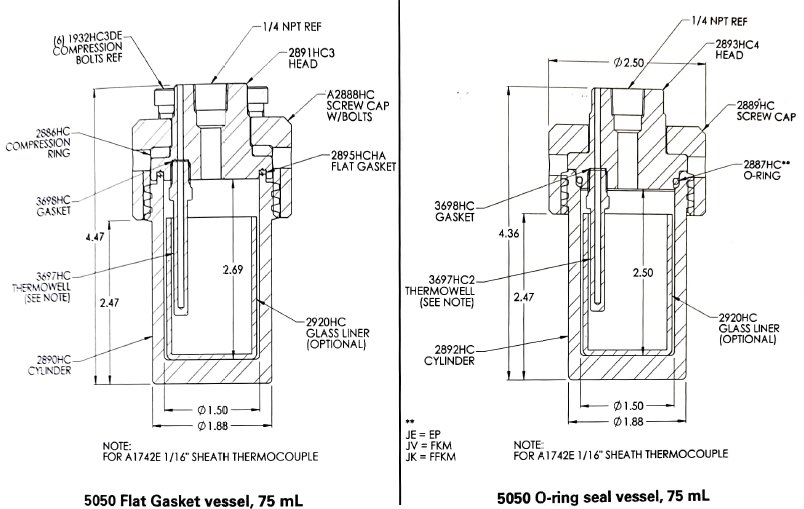 1/4 NPT REF
(6) 1932HC3DE
COMPRESSION
BOLTS REF
2891HC3
HEAD
A2888HC
SCREW CAP
W/BOLTS
2886HC
COMPRESSION
RING
2895HCHA
FLAT GASKET
3698HC
GASKET
4.47
2.69
2.47
3697HC
THERMOWELL
(SEE NOTE)
2920HC
GLASS LINER
(OPTIONAL)
2890HC
CYLINDER
Ø1.50
Ø1.88
NOTE:
FOR A1742E 1/16" SHEATH THERMOCOUPLE
5050 Flat Gasket vessel, 75 mL
1/4 NPT REF
2893HC4
HEAD
Ø2.50
2889HC
SCREW CAP
2887HC**
O-RING
3698HC
GASKET
4.36
2.50
2.47
3697HC2
THERMOWELL
(SEE NOTE)
2920HC
GLASS LINER
(OPTIONAL)
2892HC
CYLINDER
Ø1.50
Ø1.88
**
JE = EP
JV = FKM
JK = FFKM
NOTE:
FOR A1742E 1/16" SHEATH THERMOCOUPLE
5050 O-ring seal vessel, 75 mL